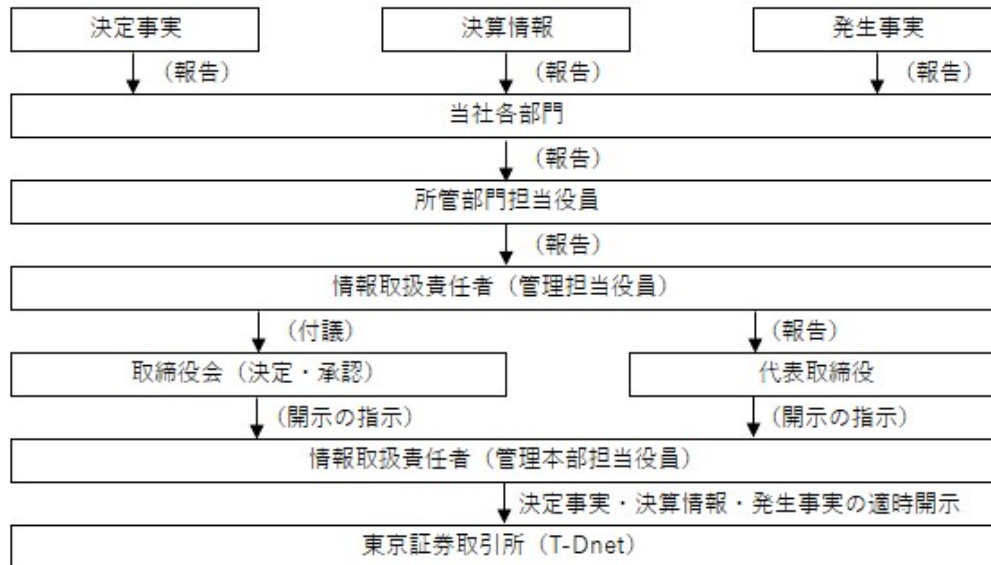 決定事実 決算情報 発生事実
（報告） （報告） （報告）
当社各部門
（報告）
所管部門担当役員
（報告）
情報取扱責任者（管理担当役員）
（付議） （報告）
取締役会（決定・承認） 代表取締役
（開示の指示） （開示の指示）
情報取扱責任者（管理本部担当役員）
決定事実・決算情報・発生事実の適時開示
東京証券取引所（T-Dnet）